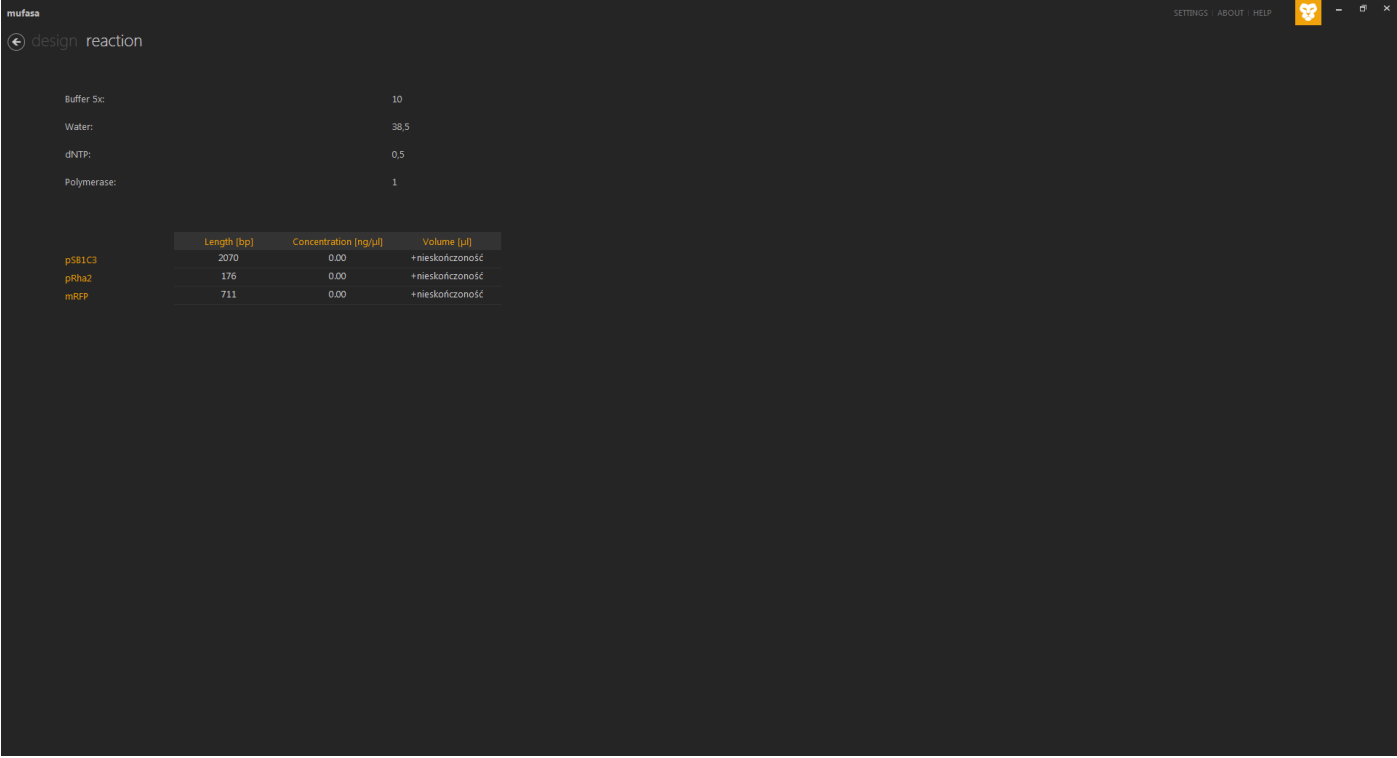 mufasa SETTINGS | ABOUT | HELP
design reaction
Buffer 5x: 10
Water: 38,5
dNTP: 0,5
Polymerase: 1
Length [bp] Concentration [ng/µl] Volume [µl]
pSB1C3 2070 0.00 +nieskończoność
pRha2 176 0.00 +nieskończoność
mRFP 711 0.00 +nieskończoność